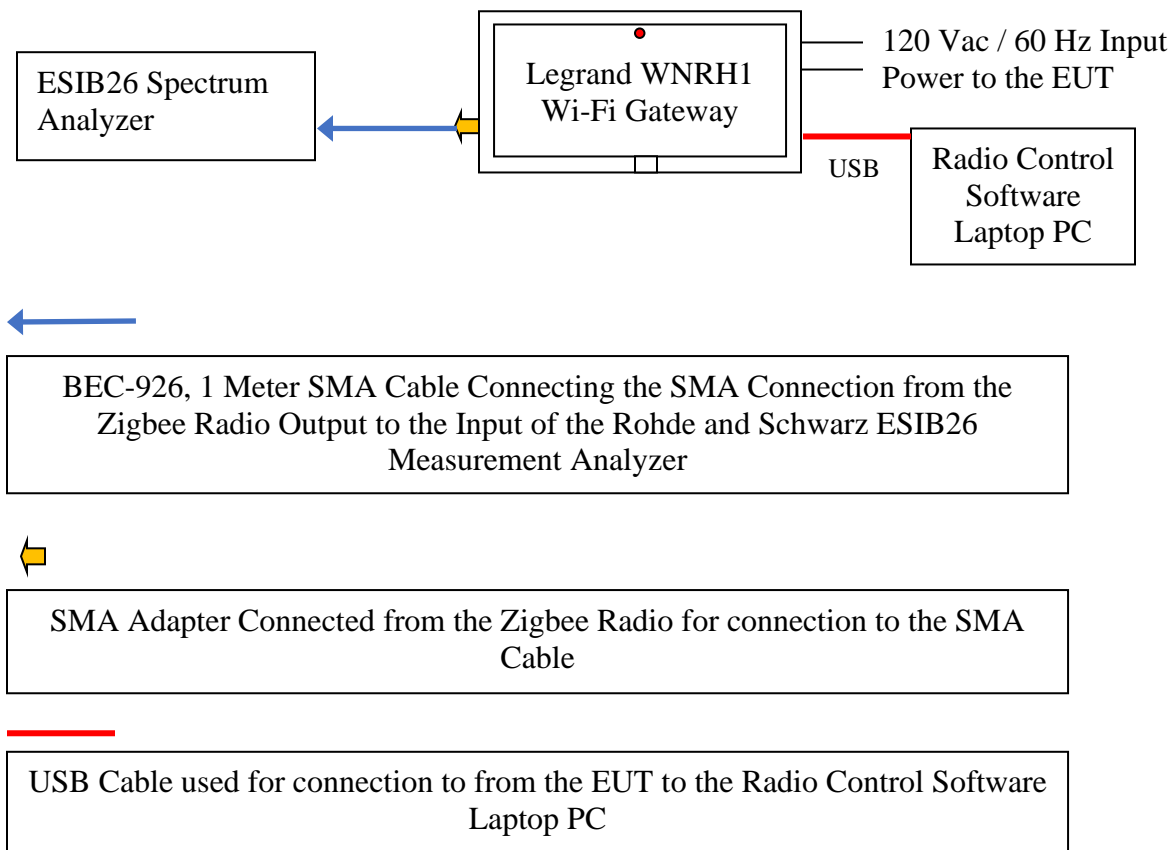 ESIB26 Spectrum
Analyzer
Legrand WNRH1
Wi-Fi Gateway
120 Vac / 60 Hz Input
Power to the EUT
USB
Radio Control
Software
Laptop PC
BEC-926, 1 Meter SMA Cable Connecting the SMA Connection from the
Zigbee Radio Output to the Input of the Rohde and Schwarz ESIB26
Measurement Analyzer
SMA Adapter Connected from the Zigbee Radio for connection to the SMA
Cable
USB Cable used for connection to from the EUT to the Radio Control Software
Laptop PC